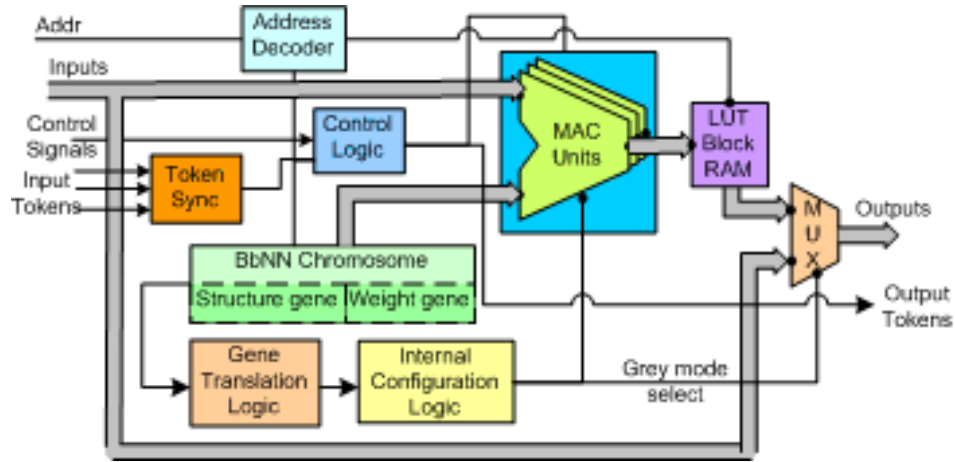 Addr
Address
Decoder
Inputs
Control
Signals
Control
Logic
MAC
Units
LUT
Block
RAM
Token
Sync
Input
Tokens
M
U
X
Outputs
BbNN Chromosome
Structure gene
Weight gene
Output
Tokens
Gene
Translation
Logic
Internal
Configuration
Logic
Grey mode
select